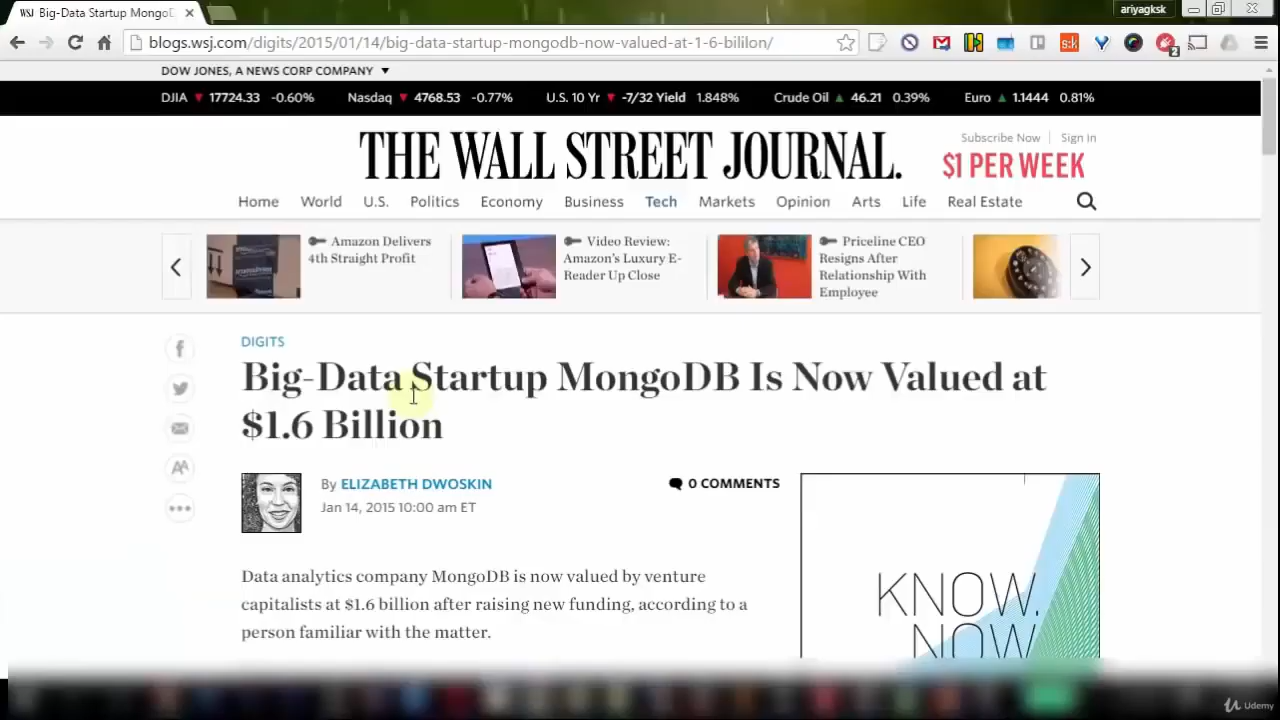 WSJ Big-Data Startup MongoD
ariyagksk
blogs.wsj.com/digits/2015/01/14/big-data-startup-mongodb-now-valued-at-1-6-bililon/
s:k
2
DOW JONES, A NEWS CORP COMPANY
DJIA 17724.33 -0.60% Nasdaq 4768.53 -0.77% U.S. 10 Yr -7/32 Yield 1.848% Crude Oil 46.21 0.39% Euro 1.1444 0.81%
THE WALL STREET JOURNAL.
Subscribe Now Sign In
$1 PER WEEK
Home World U.S. Politics Economy Business Tech Markets Opinion Arts Life Real Estate
Amazon Delivers
4th Straight Profit
Video Review:
Amazon's Luxury E-
Reader Up Close
Priceline CEO
Resigns After
Relationship With
Employee
DIGITS
Big-Data Startup MongoDB Is Now Valued at
$1.6 Billion
By ELIZABETH DWOSKIN
Jan 14, 2015 10:00 am ET
0 COMMENTS
Data analytics company MongoDB is now valued by venture
capitalists at $1.6 billion after raising new funding, according to a
person familiar with the matter.
KNOW.
NOW
Udemy